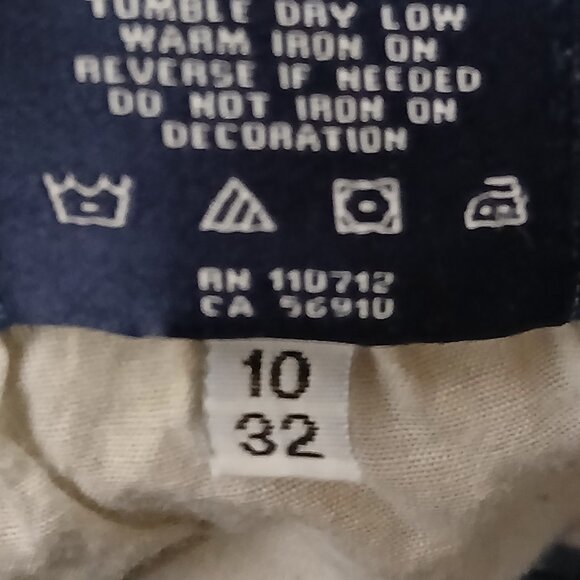 TUMBLE DRY LOW
WARM IRON ON
REVERSE IF NEEDED
DO NOT IRON ON
DECORATION
RN 110712
CA 56910
10
32